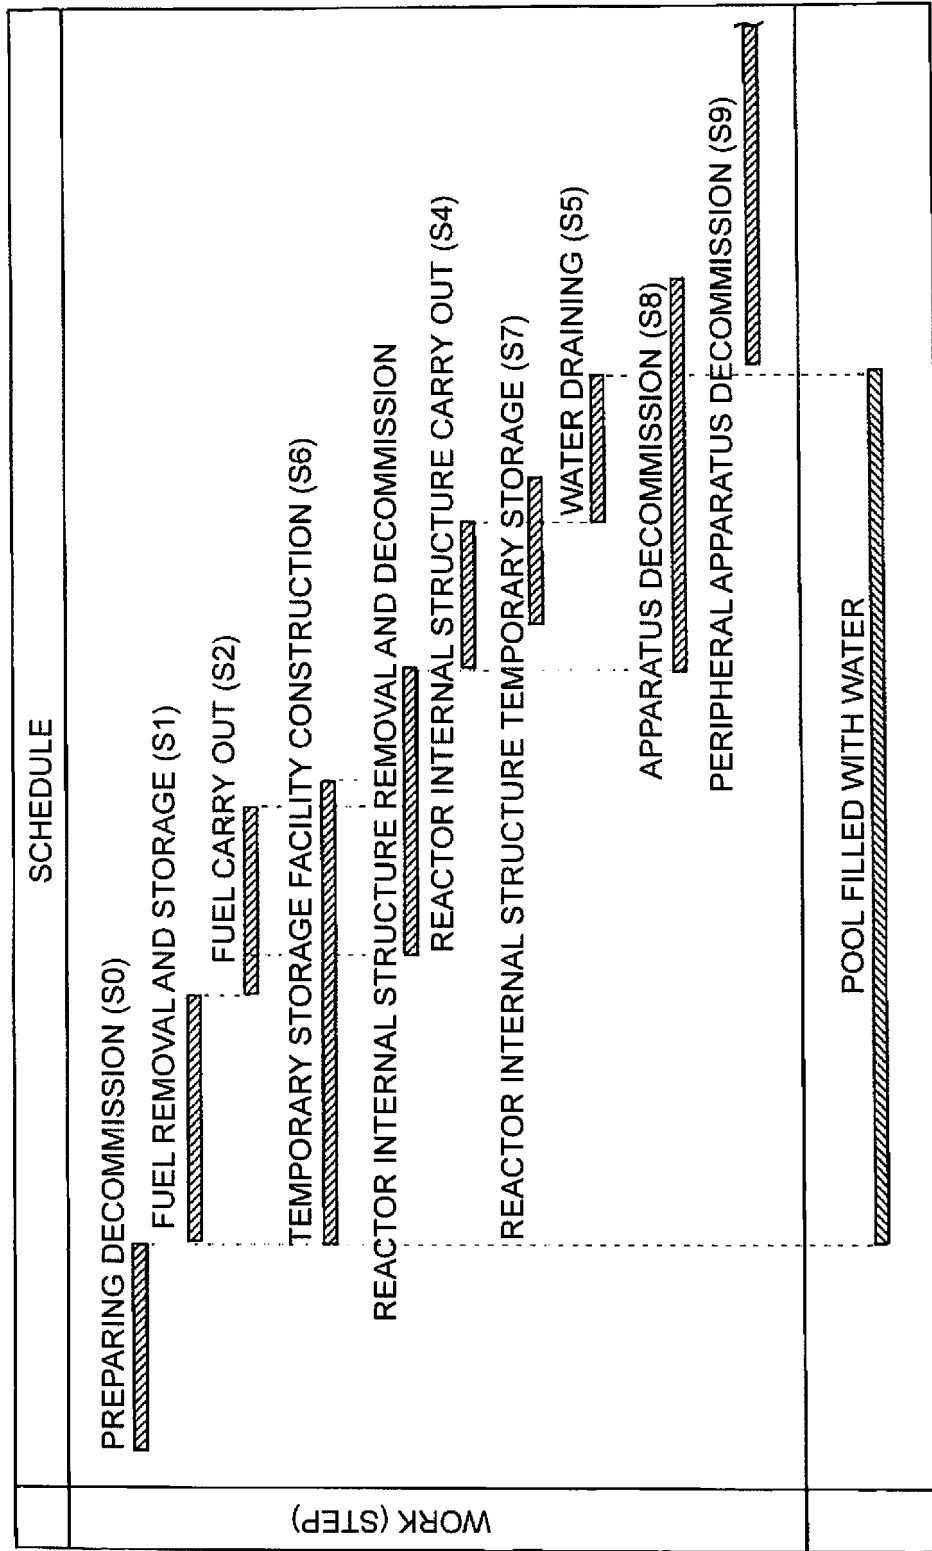 SCHEDULE
WORK (STEP)
PREPARING DECOMMISSION (S0)
FUEL REMOVAL AND STORAGE (S1)
FUEL CARRY OUT (S2)
TEMPORARY STORAGE FACILITY CONSTRUCTION (S6)
REACTOR INTERNAL STRUCTURE REMOVAL AND DECOMMISSION
REACTOR INTERNAL STRUCTURE CARRY OUT (S4)
REACTOR INTERNAL STRUCTURE TEMPORARY STORAGE (S7)
WATER DRAINING (S5)
APPARATUS DECOMMISSION (S8)
PERIPHERAL APPARATUS DECOMMISSION (S9)
POOL FILLED WITH WATER